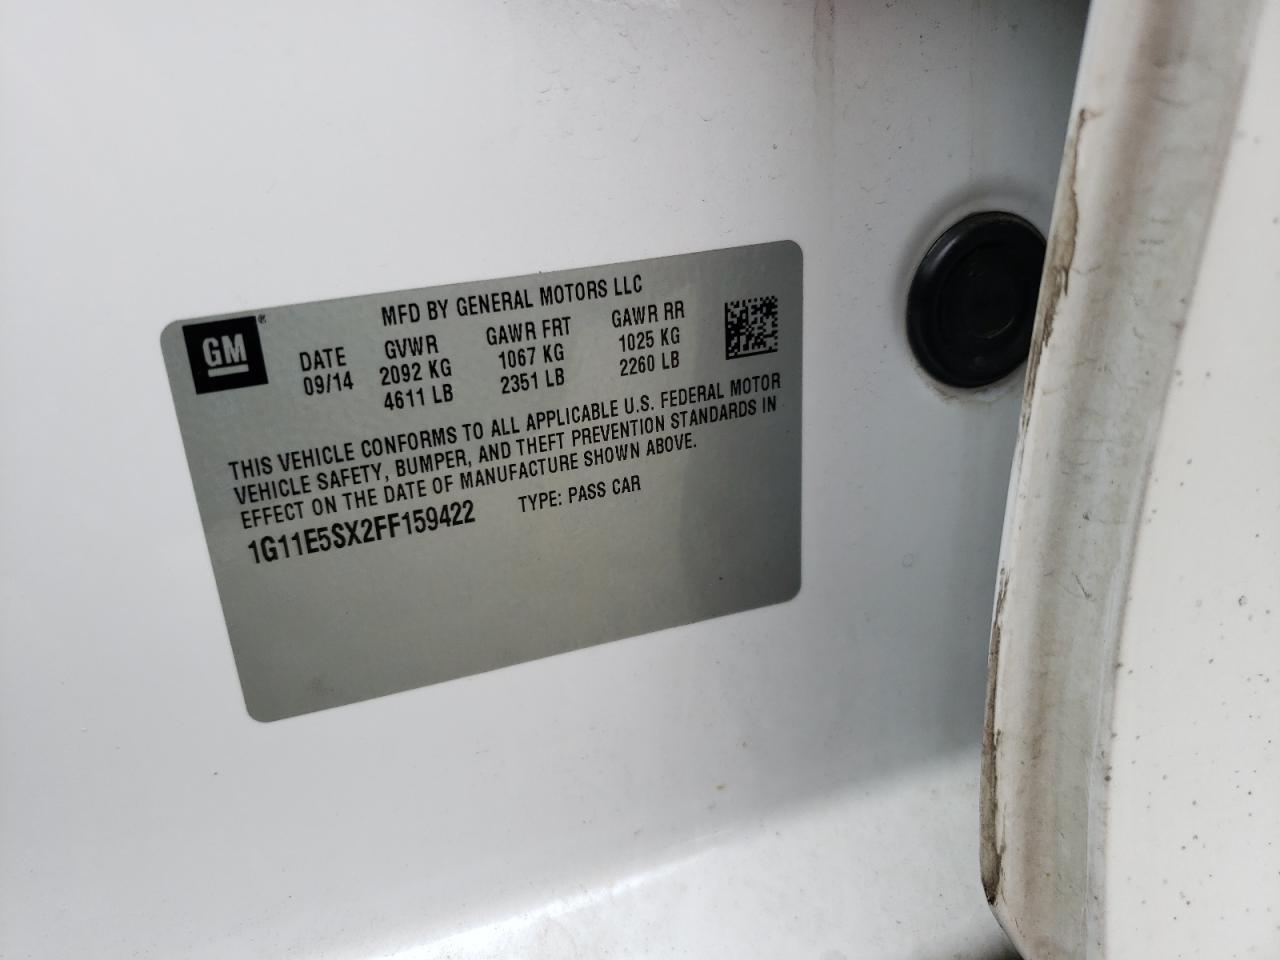 MFD BY GENERAL MOTORS LLC
GM®
DATE GVWR GAWR FRT GAWR RR
09/14 2092 KG 1067 KG 1025 KG
4611 LB 2351 LB 2260 LB
THIS VEHICLE CONFORMS TO ALL APPLICABLE U.S. FEDERAL MOTOR
VEHICLE SAFETY, BUMPER, AND THEFT PREVENTION STANDARDS IN
EFFECT ON THE DATE OF MANUFACTURE SHOWN ABOVE.
1G11E5SX2FF159422 TYPE: PASS CAR